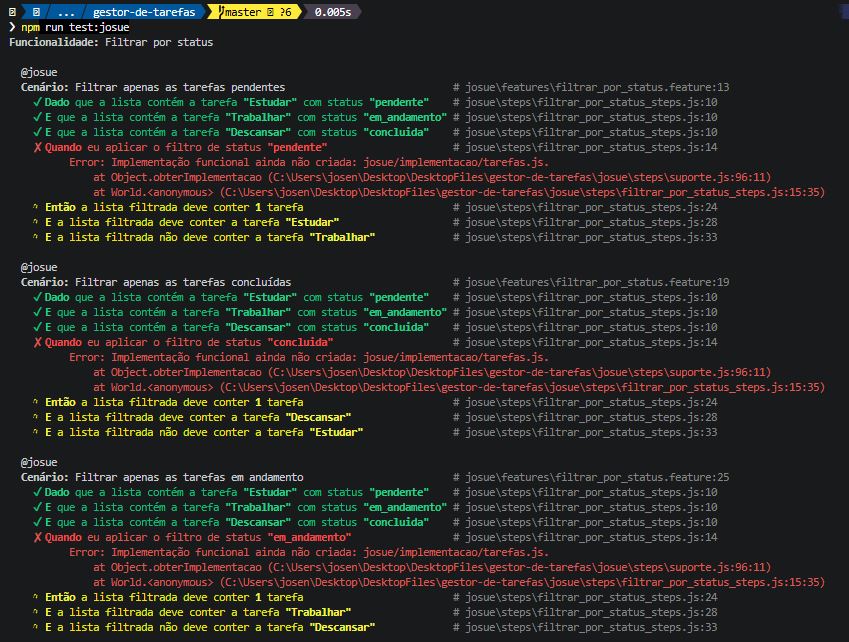 ... gestor-de-tarefas master ?6 0.005s
❯ npm run test:josue
Funcionalidade: Filtrar por status
@josue
Cenário: Filtrar apenas as tarefas pendentes # josue\features\filtrar_por_status.feature:13
✓ Dado que a lista contém a tarefa "Estudar" com status "pendente" # josue\steps\filtrar_por_status_steps.js:10
✓ E que a lista contém a tarefa "Trabalhar" com status "em_andamento" # josue\steps\filtrar_por_status_steps.js:10
✓ E que a lista contém a tarefa "Descansar" com status "concluida" # josue\steps\filtrar_por_status_steps.js:10
✗ Quando eu aplicar o filtro de status "pendente" # josue\steps\filtrar_por_status_steps.js:14
Error: Implementação funcional ainda não criada: josue/implementacao/tarefas.js.
at Object.obterImplementacao (C:\Users\josen\Desktop\DesktopFiles\gestor-de-tarefas\josue\steps\suporte.js:96:11)
at World.<anonymous> (C:\Users\josen\Desktop\DesktopFiles\gestor-de-tarefas\josue\steps\filtrar_por_status_steps.js:15:35)
Então a lista filtrada deve conter 1 tarefa # josue\steps\filtrar_por_status_steps.js:24
E a lista filtrada deve conter a tarefa "Estudar" # josue\steps\filtrar_por_status_steps.js:28
E a lista filtrada não deve conter a tarefa "Trabalhar" # josue\steps\filtrar_por_status_steps.js:33
@josue
Cenário: Filtrar apenas as tarefas concluídas # josue\features\filtrar_por_status.feature:19
✓ Dado que a lista contém a tarefa "Estudar" com status "pendente" # josue\steps\filtrar_por_status_steps.js:10
✓ E que a lista contém a tarefa "Trabalhar" com status "em_andamento" # josue\steps\filtrar_por_status_steps.js:10
✓ E que a lista contém a tarefa "Descansar" com status "concluida" # josue\steps\filtrar_por_status_steps.js:10
✗ Quando eu aplicar o filtro de status "concluida" # josue\steps\filtrar_por_status_steps.js:14
Error: Implementação funcional ainda não criada: josue/implementacao/tarefas.js.
at Object.obterImplementacao (C:\Users\josen\Desktop\DesktopFiles\gestor-de-tarefas\josue\steps\suporte.js:96:11)
at World.<anonymous> (C:\Users\josen\Desktop\DesktopFiles\gestor-de-tarefas\josue\steps\filtrar_por_status_steps.js:15:35)
Então a lista filtrada deve conter 1 tarefa # josue\steps\filtrar_por_status_steps.js:24
E a lista filtrada deve conter a tarefa "Descansar" # josue\steps\filtrar_por_status_steps.js:28
E a lista filtrada não deve conter a tarefa "Estudar" # josue\steps\filtrar_por_status_steps.js:33
@josue
Cenário: Filtrar apenas as tarefas em andamento # josue\features\filtrar_por_status.feature:25
✓ Dado que a lista contém a tarefa "Estudar" com status "pendente" # josue\steps\filtrar_por_status_steps.js:10
✓ E que a lista contém a tarefa "Trabalhar" com status "em_andamento" # josue\steps\filtrar_por_status_steps.js:10
✓ E que a lista contém a tarefa "Descansar" com status "concluida" # josue\steps\filtrar_por_status_steps.js:10
✗ Quando eu aplicar o filtro de status "em_andamento" # josue\steps\filtrar_por_status_steps.js:14
Error: Implementação funcional ainda não criada: josue/implementacao/tarefas.js.
at Object.obterImplementacao (C:\Users\josen\Desktop\DesktopFiles\gestor-de-tarefas\josue\steps\suporte.js:96:11)
at World.<anonymous> (C:\Users\josen\Desktop\DesktopFiles\gestor-de-tarefas\josue\steps\filtrar_por_status_steps.js:15:35)
Então a lista filtrada deve conter 1 tarefa # josue\steps\filtrar_por_status_steps.js:24
E a lista filtrada deve conter a tarefa "Trabalhar" # josue\steps\filtrar_por_status_steps.js:28
E a lista filtrada não deve conter a tarefa "Descansar" # josue\steps\filtrar_por_status_steps.js:33